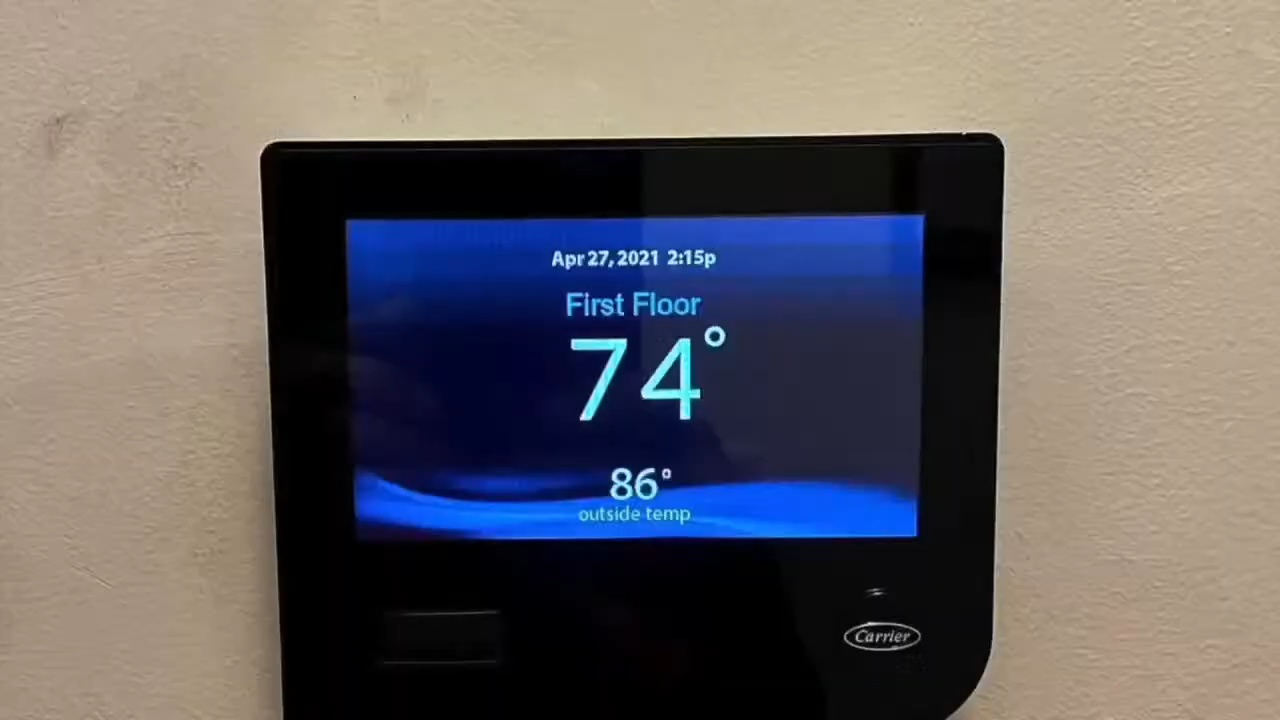 Apr 27, 2021 2:15p
First Floor
74°
86°
outside temp
Carrier